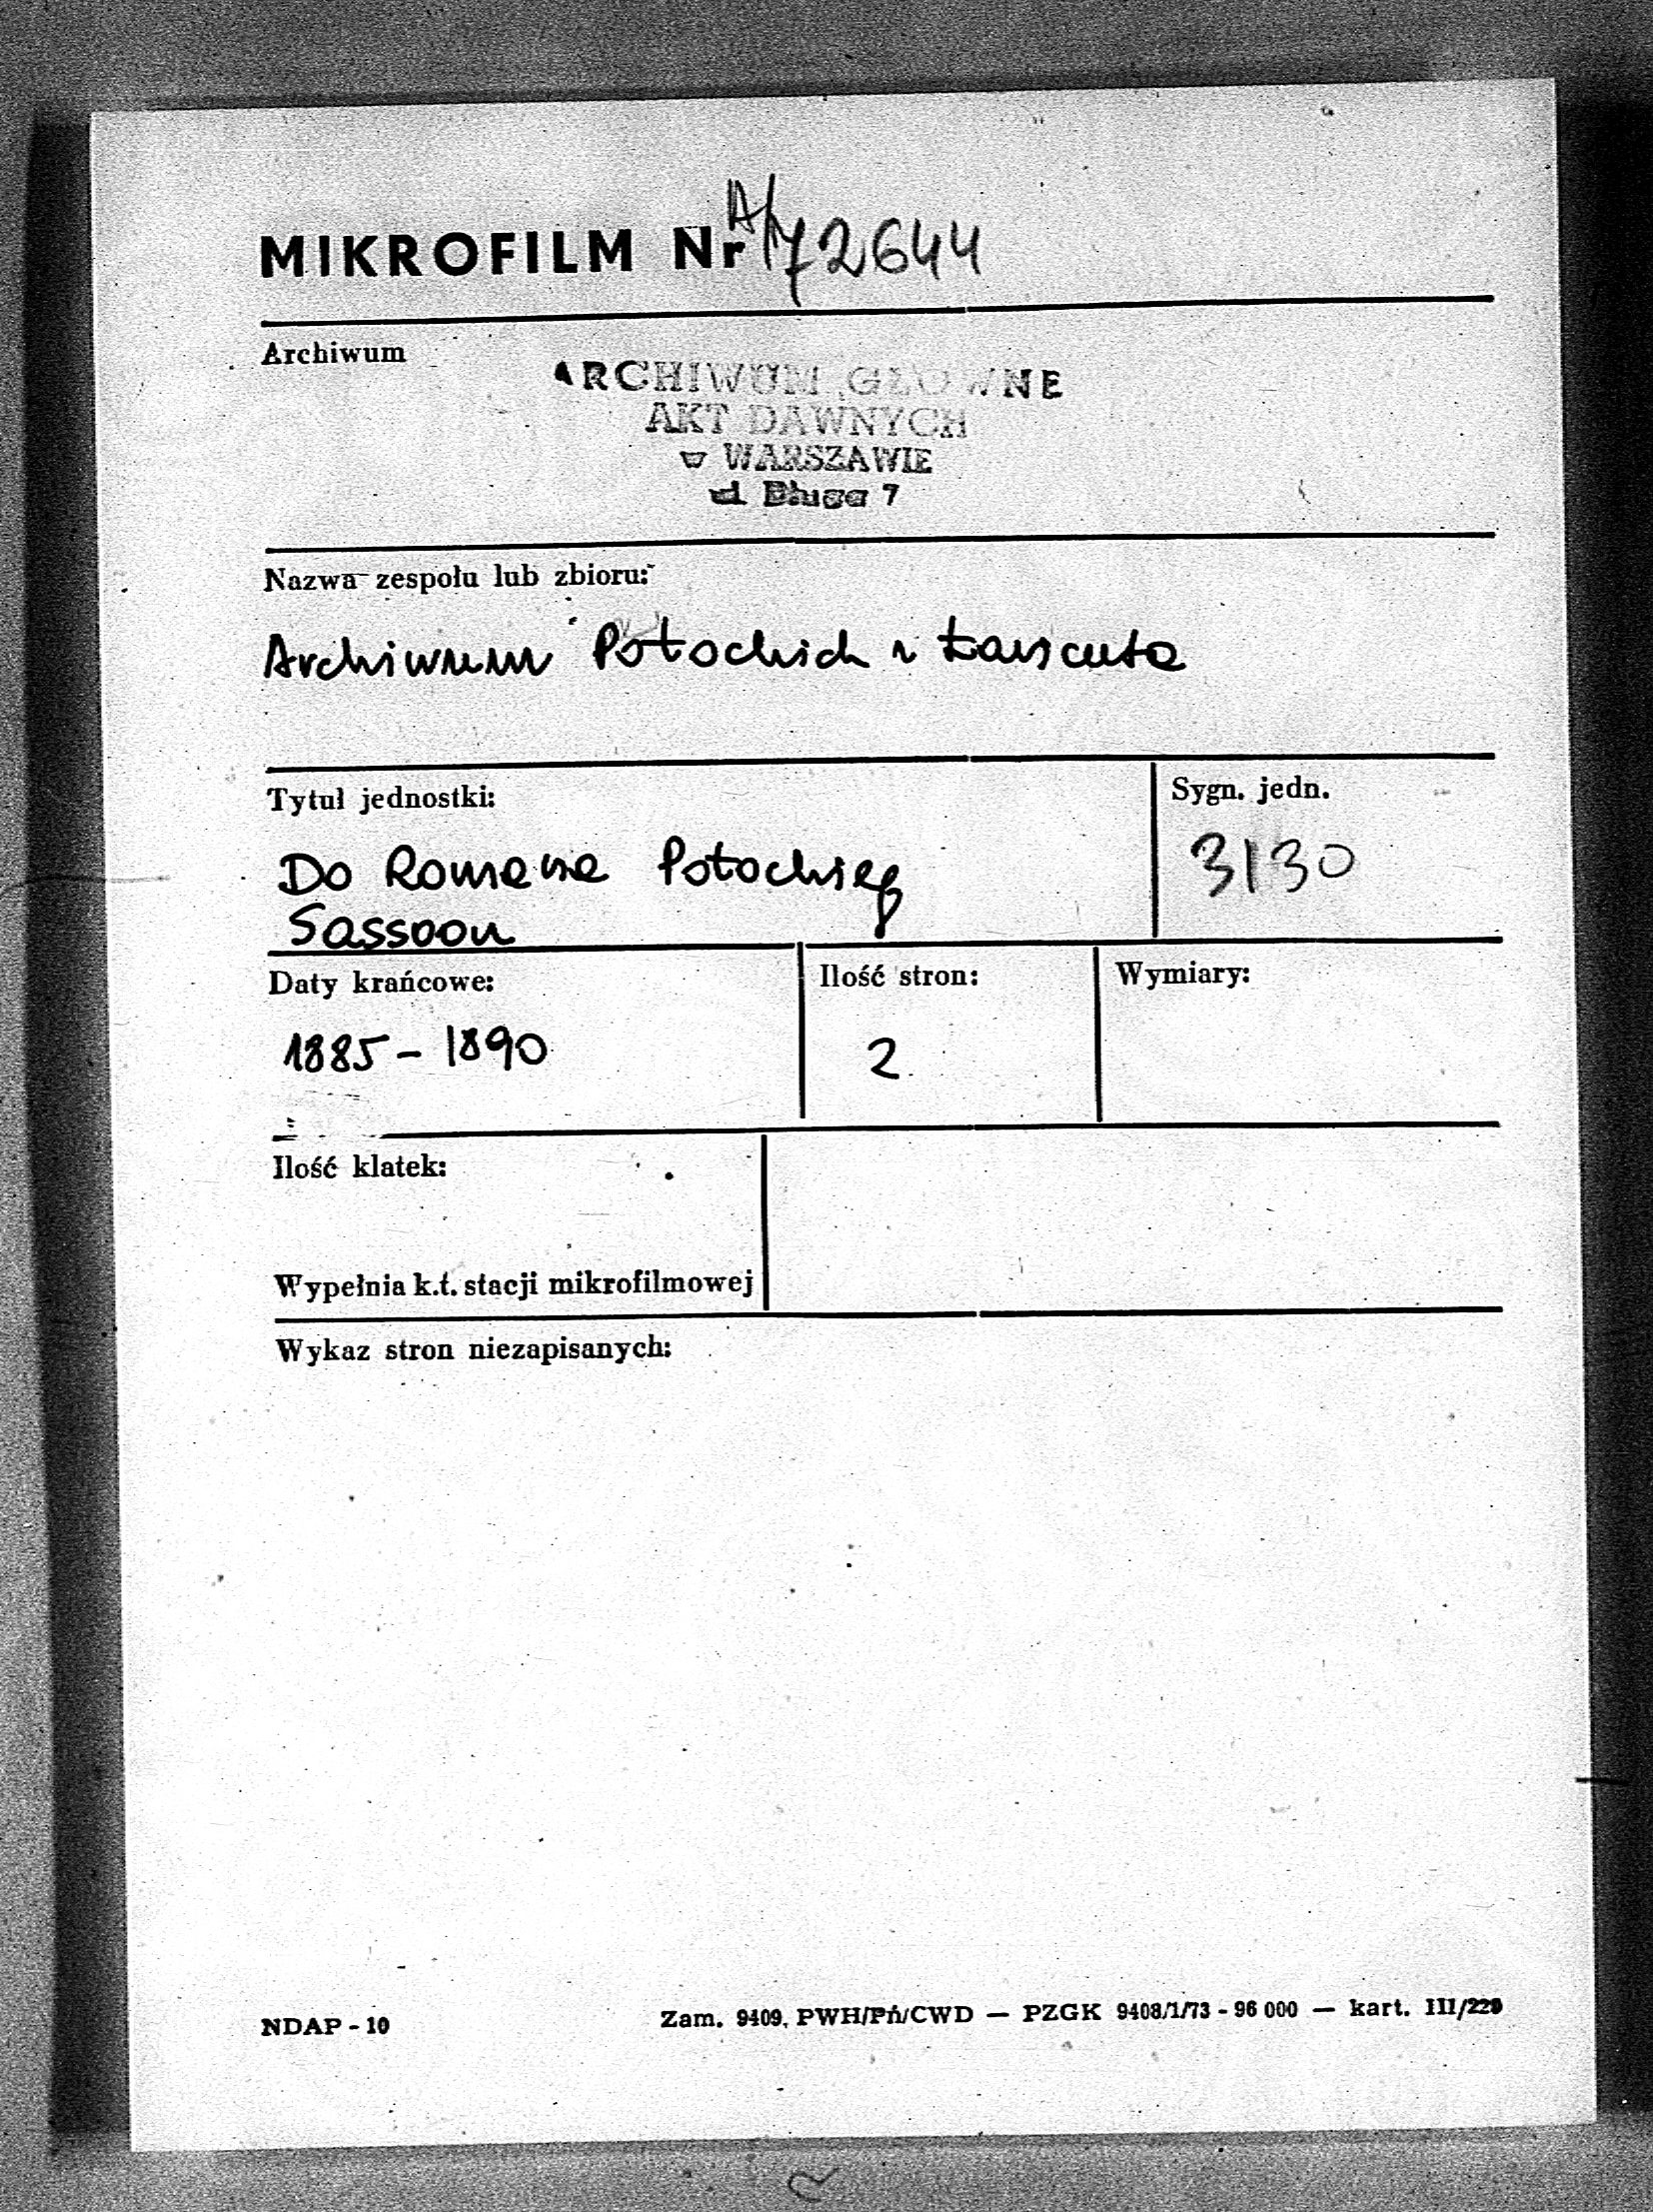 MIKROFILM Nr A/72644
Archiwum
ARCHIWUM GŁÓWNE
AKT DAWNYCH
w WARSZAWIE
ul. Długa 7
Nazwa zespołu lub zbioru:
Archiwum Potockich z Łańcuta
Tytuł jednostki:
Sygn. jedn.
Do Romana Potockiego
3130
Sassoon
Daty krańcowe:
Ilość stron:
Wymiary:
1885 - 1890
2
Ilość klatek:
Wypełnia k.t. stacji mikrofilmowej
Wykaz stron niezapisanych:
NDAP - 10
Zam. 9409, PWH/Pń/CWD — PZGK 9408/1/73 - 96 000 — kart. III/229